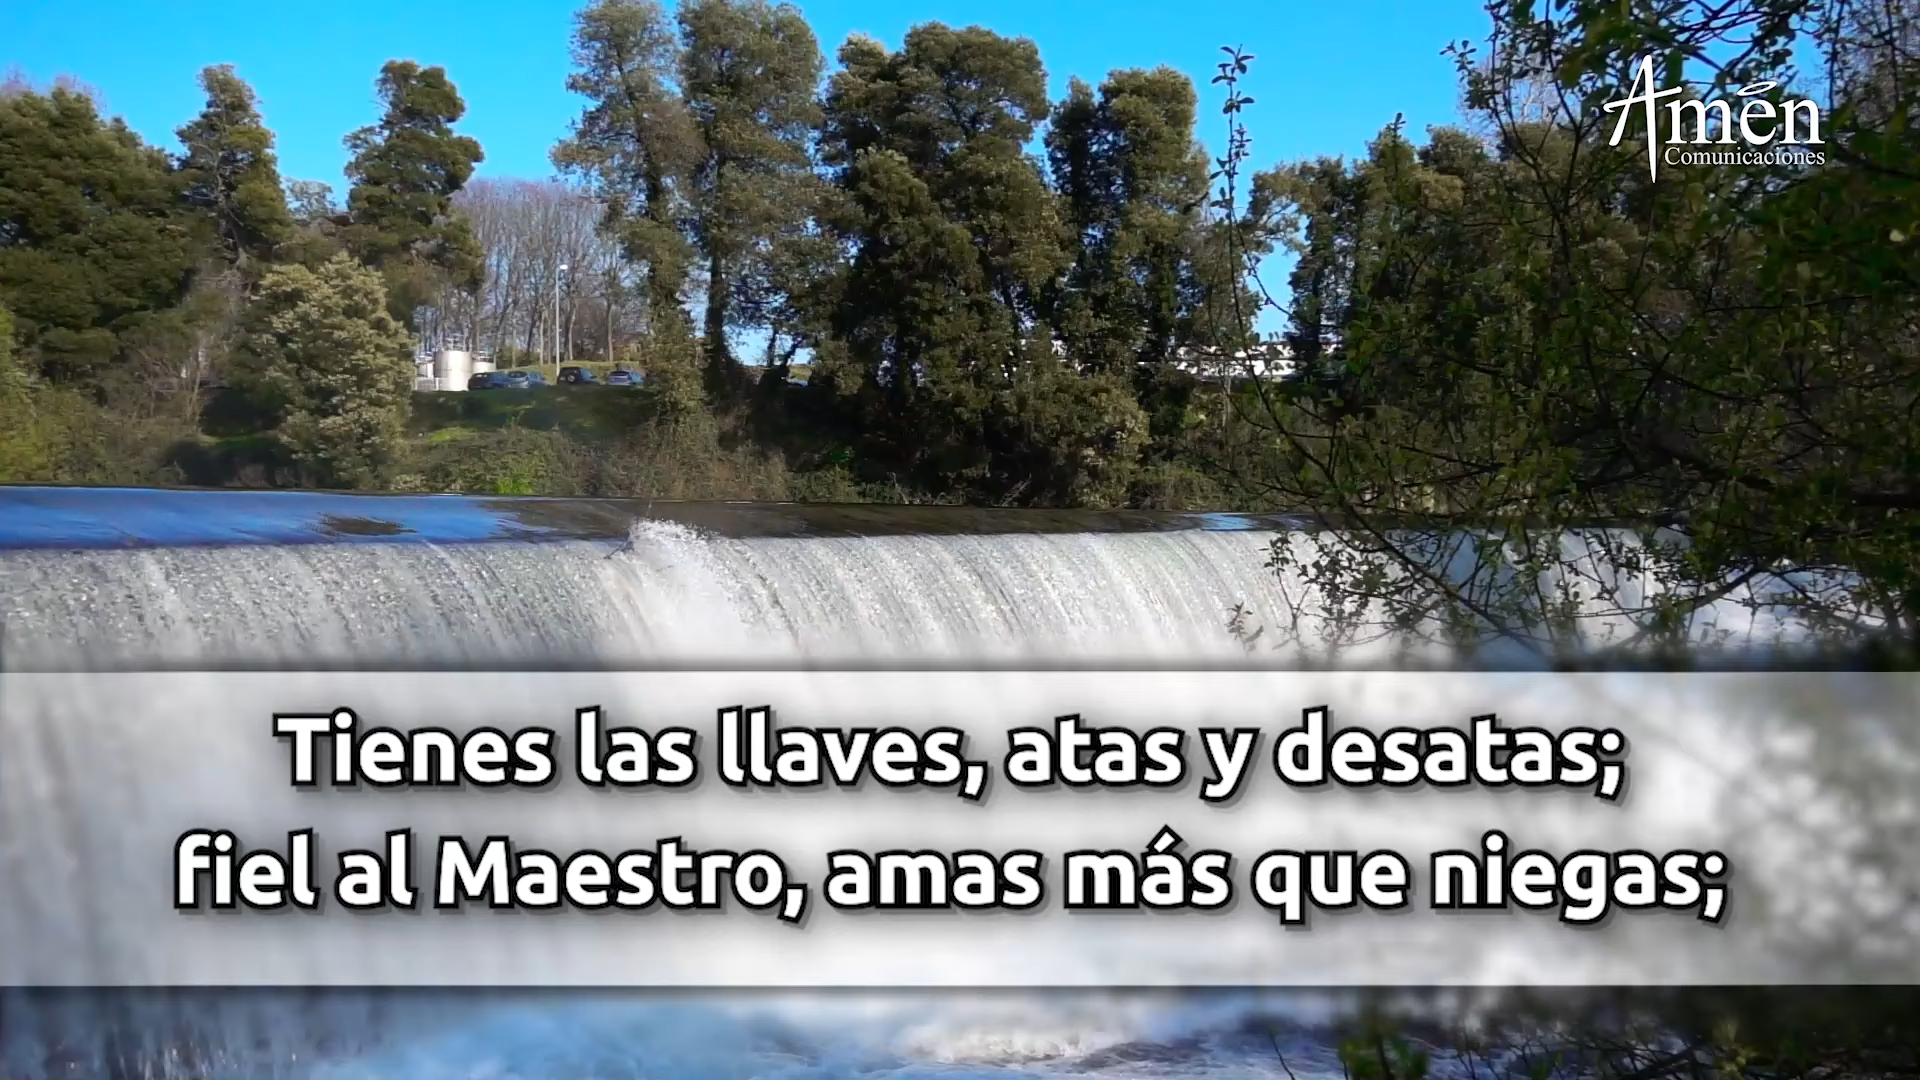 Amén
Comunicaciones
Tienes las llaves, atas y desatas;
fiel al Maestro, amas más que niegas;